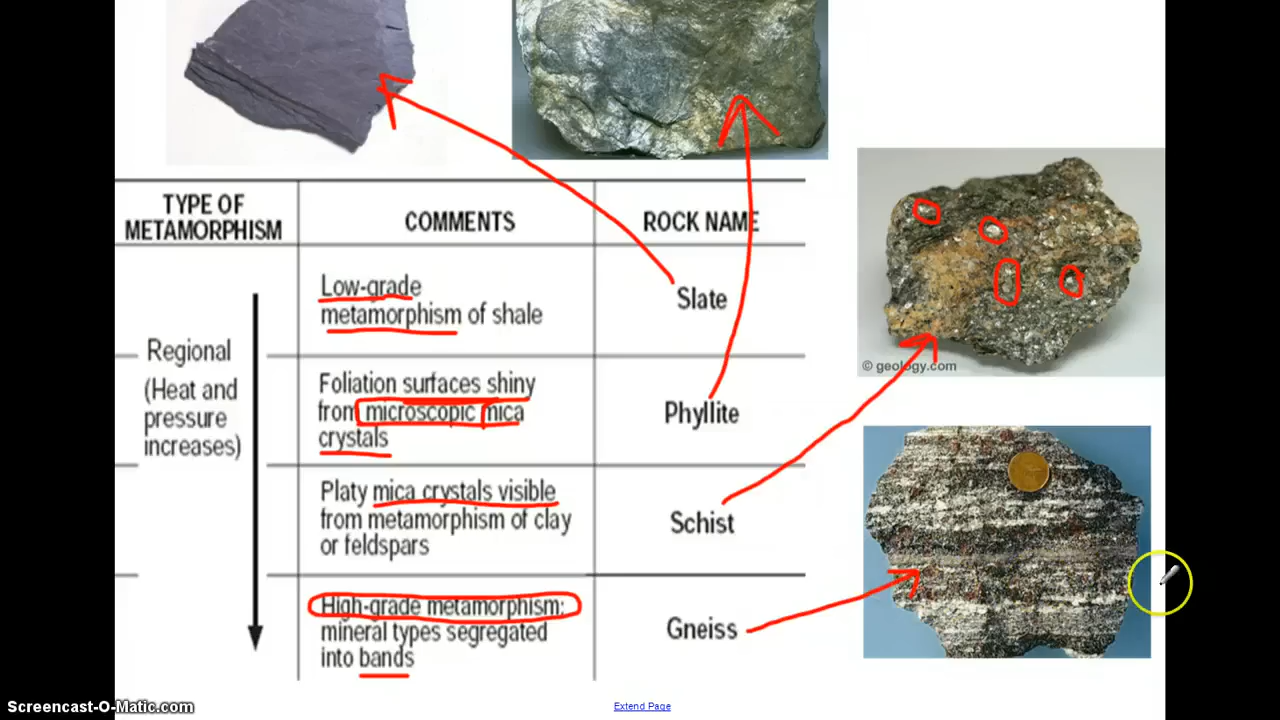 TYPE OF
METAMORPHISM
COMMENTS
ROCK NAME
Regional
(Heat and
pressure
increases)
Low-grade
metamorphism of shale
Slate
Foliation surfaces shiny
from microscopic mica
crystals
Phyllite
Platy mica crystals visible
from metamorphism of clay
or feldspars
Schist
High-grade metamorphism;
mineral types segregated
into bands
Gneiss
© geology.com
Screencast-O-Matic.com
Extend Page